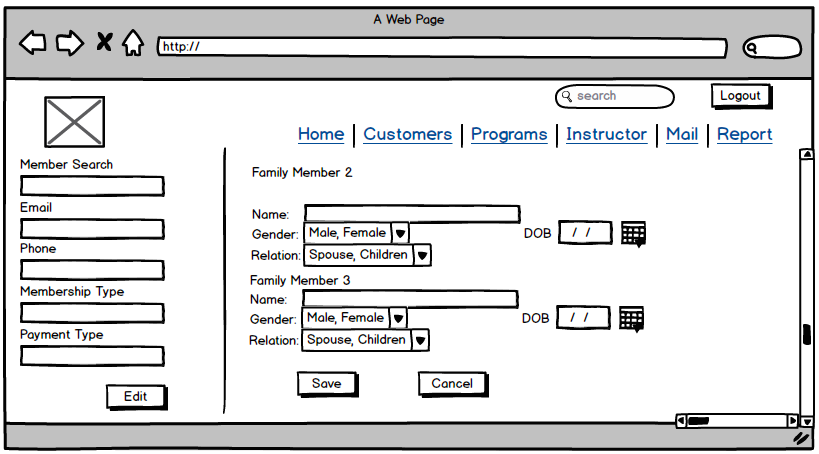 A Web Page
http://
search
Logout
Home Customers Programs Instructor Mail Report
Member Search
Email
Phone
Membership Type
Payment Type
Edit
Family Member 2
Name:
Gender: Male, Female DOB / /
Relation: Spouse, Children
Family Member 3
Name:
Gender: Male, Female DOB / /
Relation: Spouse, Children
Save Cancel